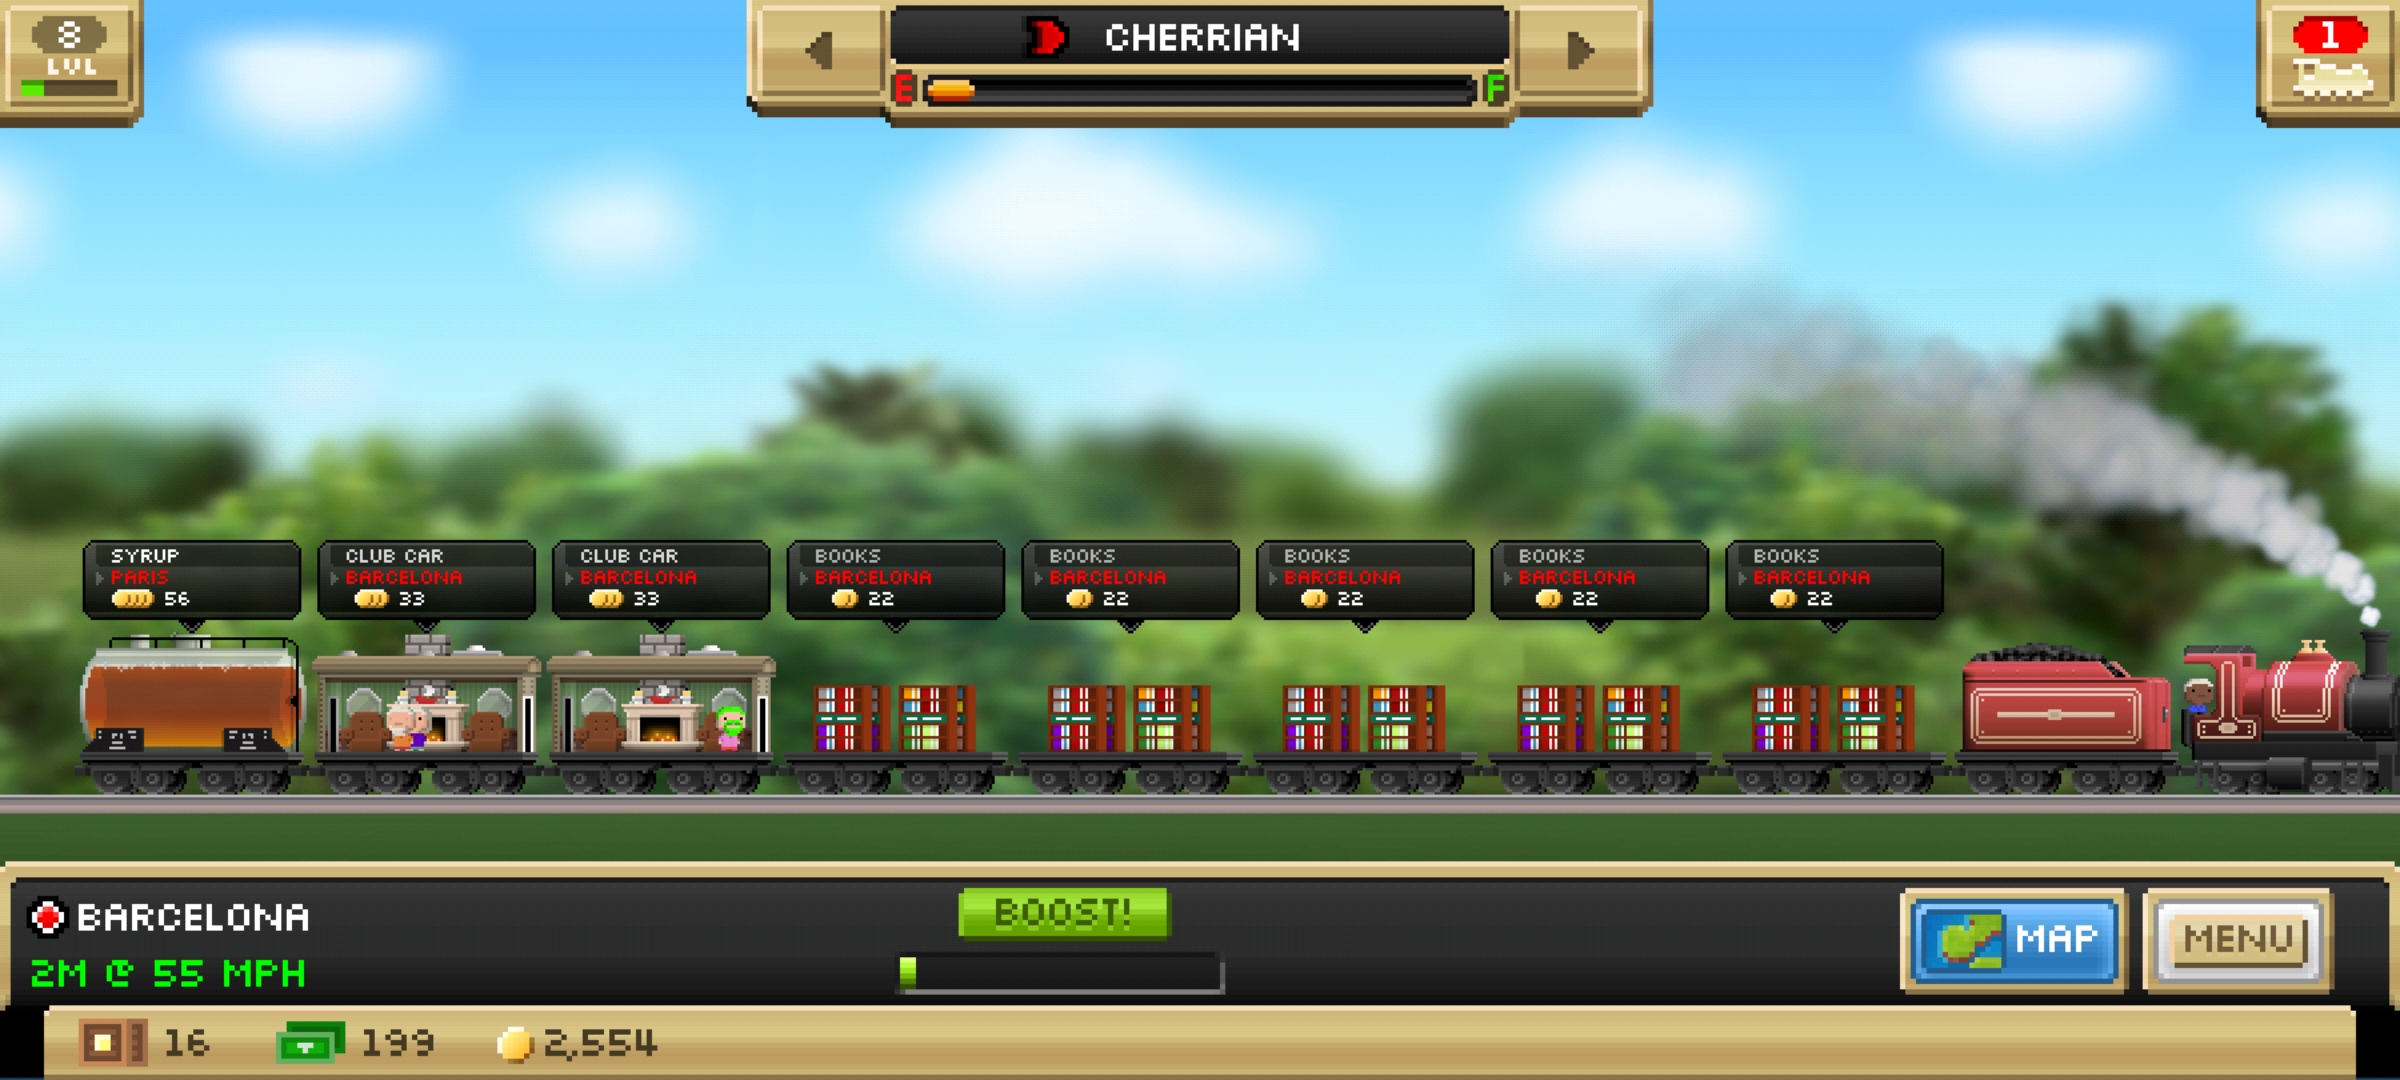 8
LVL
CHERRIAN
E F
1
SYRUP
PARIS
56
CLUB CAR
BARCELONA
33
CLUB CAR
BARCELONA
33
BOOKS
BARCELONA
22
BOOKS
BARCELONA
22
BOOKS
BARCELONA
22
BOOKS
BARCELONA
22
BOOKS
BARCELONA
22
BARCELONA
2M @ 55 MPH
BOOST!
MAP
MENU
16
199
2,554